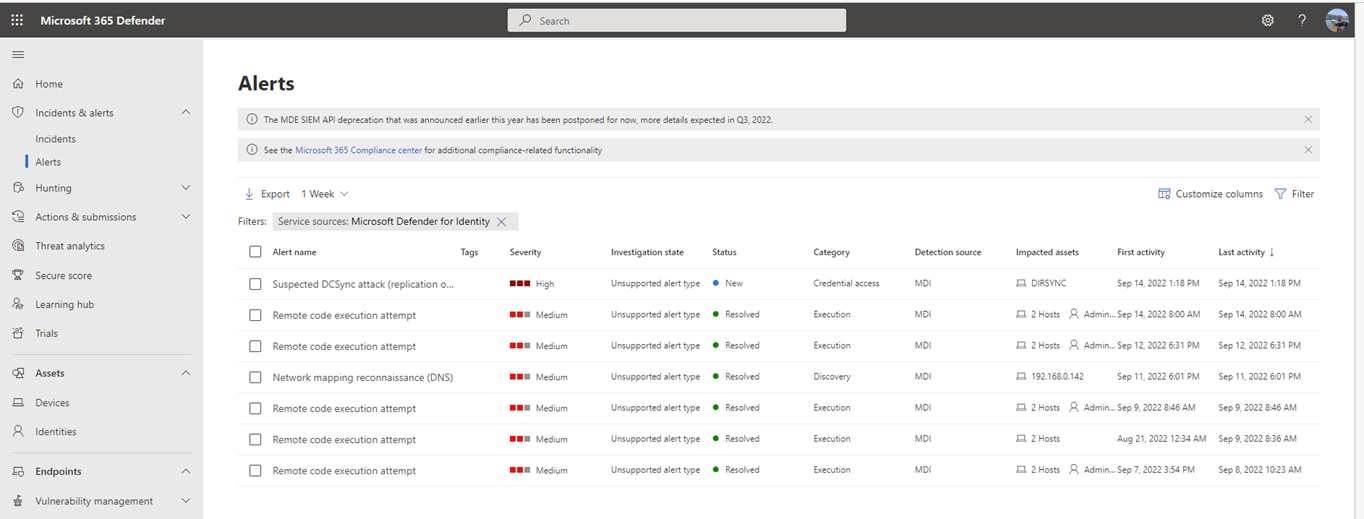 Microsoft 365 Defender
Search
?
Home
Incidents & alerts
Incidents
Alerts
Hunting
Actions & submissions
Threat analytics
Secure score
Learning hub
Trials
Assets
Devices
Identities
Endpoints
Vulnerability management
Alerts
The MDE SIEM API deprecation that was announced earlier this year has been postponed for now, more details expected in Q3, 2022.
See the Microsoft 365 Compliance center for additional compliance-related functionality
Export 1 Week Customize columns Filter
Filters: Service sources: Microsoft Defender for Identity
Alert name Tags Severity Investigation state Status Category Detection source Impacted assets First activity Last activity ↓
Suspected DCSync attack (replication o... High Unsupported alert type New Credential access MDI DIRSYNC Sep 14, 2022 1:18 PM Sep 14, 2022 1:18 PM
Remote code execution attempt Medium Unsupported alert type Resolved Execution MDI 2 Hosts Admin... Sep 14, 2022 8:00 AM Sep 14, 2022 8:00 AM
Remote code execution attempt Medium Unsupported alert type Resolved Execution MDI 2 Hosts Admin... Sep 12, 2022 6:31 PM Sep 12, 2022 6:31 PM
Network mapping reconnaissance (DNS) Medium Unsupported alert type Resolved Discovery MDI 192.168.0.142 Sep 11, 2022 6:01 PM Sep 11, 2022 6:01 PM
Remote code execution attempt Medium Unsupported alert type Resolved Execution MDI 2 Hosts Admin... Sep 9, 2022 8:46 AM Sep 9, 2022 8:46 AM
Remote code execution attempt Medium Unsupported alert type Resolved Execution MDI 2 Hosts Aug 21, 2022 12:34 AM Sep 9, 2022 8:36 AM
Remote code execution attempt Medium Unsupported alert type Resolved Execution MDI 2 Hosts Admin... Sep 7, 2022 3:54 PM Sep 8, 2022 10:23 AM